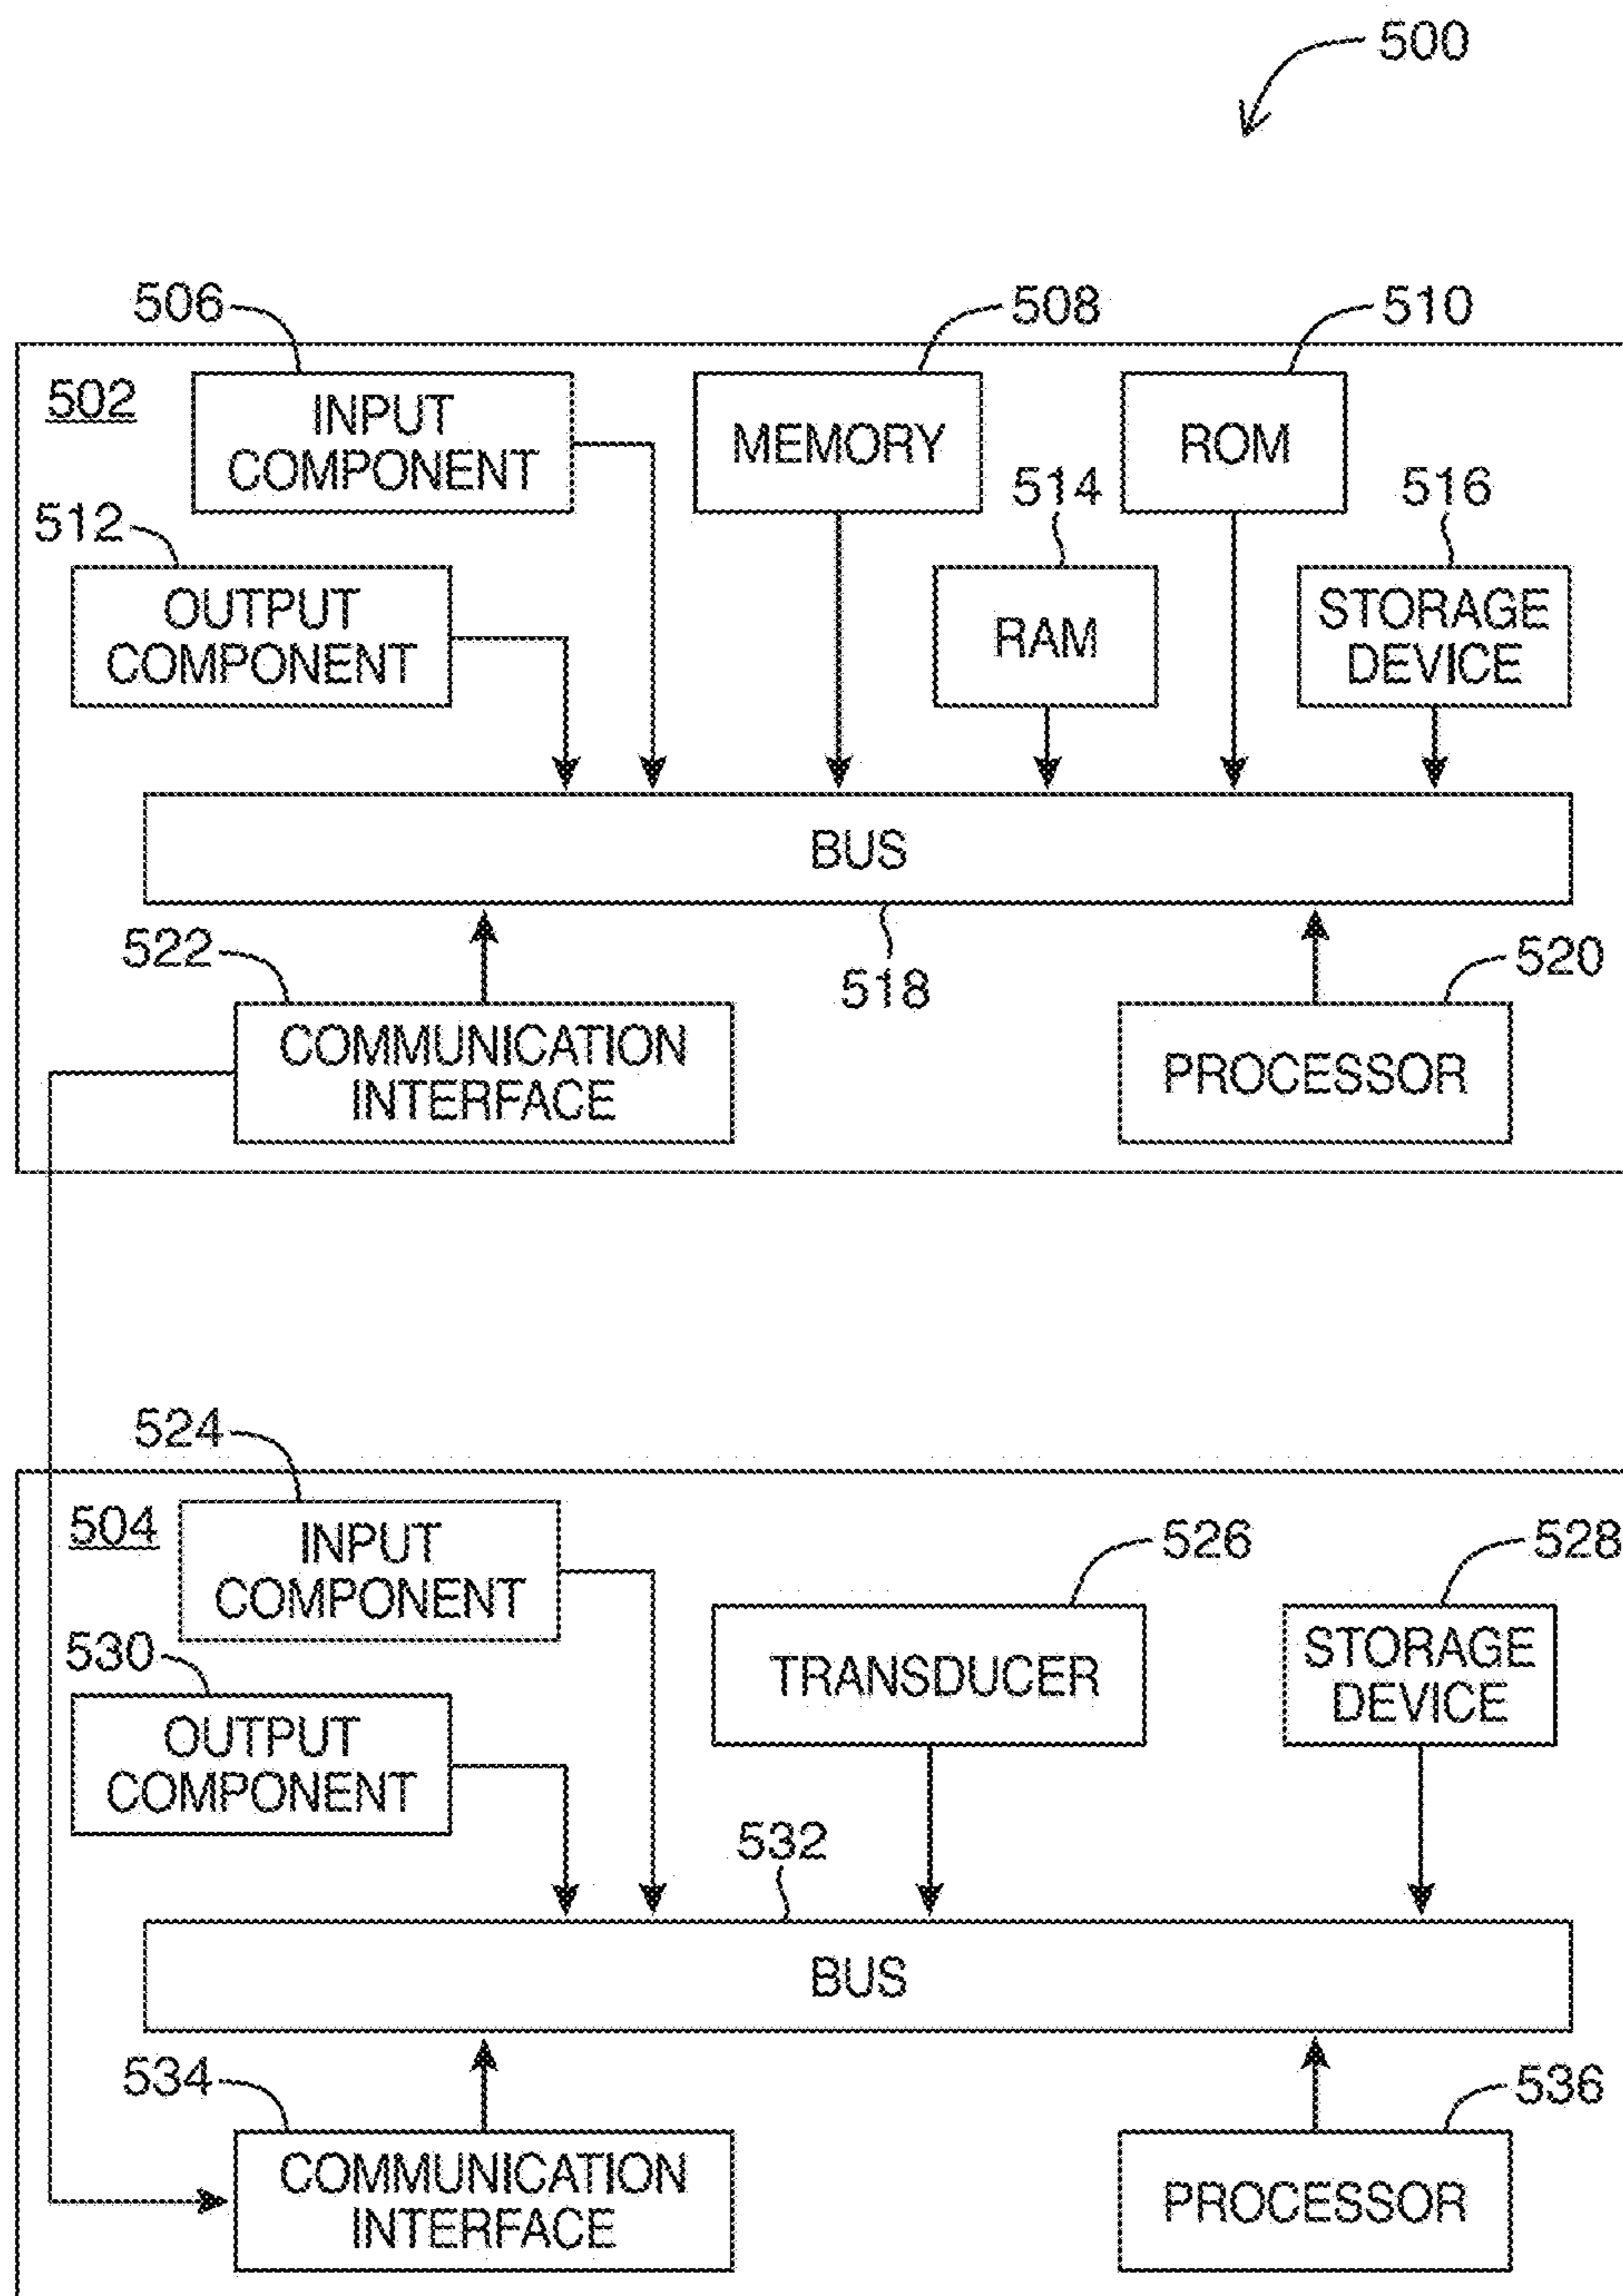 500
506
508
510
502
INPUT
COMPONENT
MEMORY
ROM
512
514
516
OUTPUT
COMPONENT
RAM
STORAGE
DEVICE
BUS
522
518
520
COMMUNICATION
INTERFACE
PROCESSOR
524
504
INPUT
COMPONENT
526
528
530
TRANSDUCER
STORAGE
DEVICE
OUTPUT
COMPONENT
532
BUS
534
536
COMMUNICATION
INTERFACE
PROCESSOR